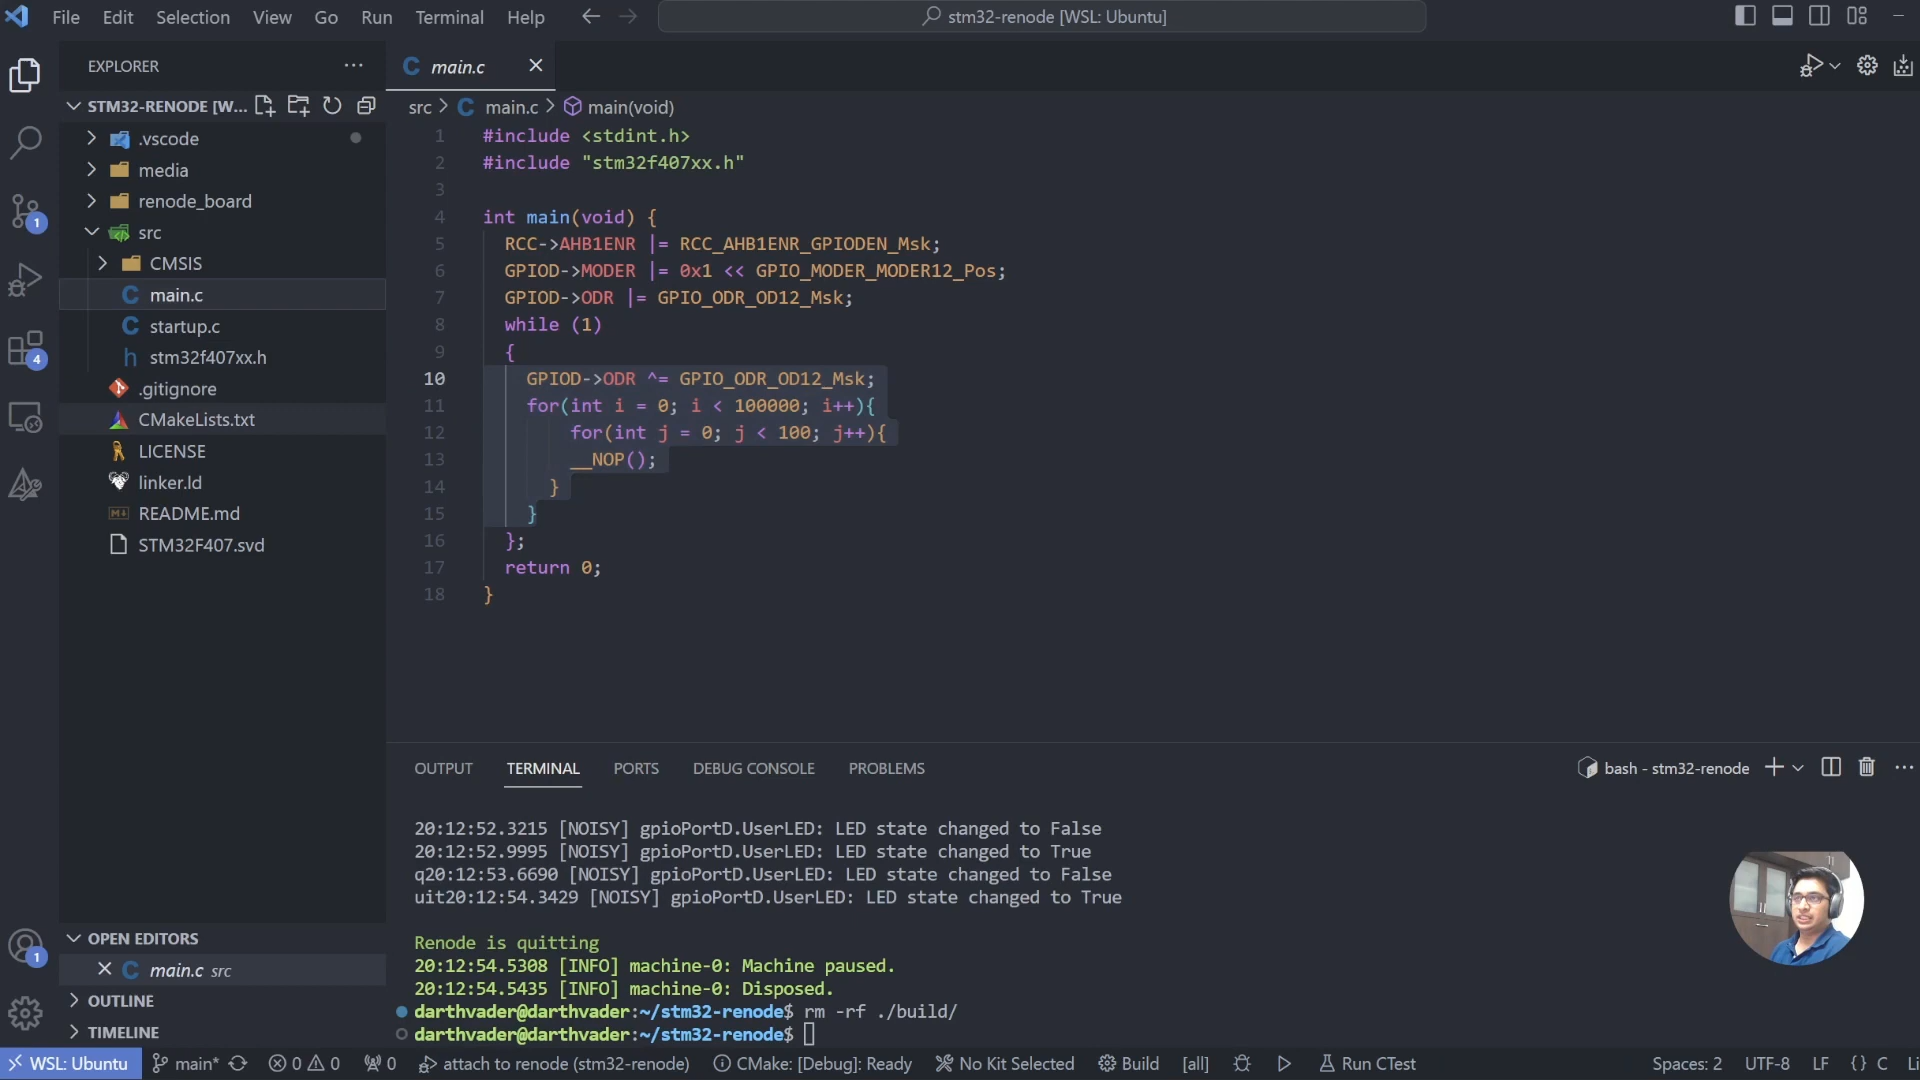 File Edit Selection View Go Run Terminal Help
stm32-renode [WSL: Ubuntu]
EXPLORER
STM32-RENODE [W...
.vscode
media
renode_board
src
CMSIS
main.c
startup.c
stm32f407xx.h
.gitignore
CMakeLists.txt
LICENSE
linker.ld
README.md
STM32F407.svd
OPEN EDITORS
main.c src
OUTLINE
TIMELINE
1
4
1
main.c
src > main.c > main(void)
1 #include <stdint.h>
2 #include "stm32f407xx.h"
3
4 int main(void) {
5 RCC->AHB1ENR |= RCC_AHB1ENR_GPIODEN_Msk;
6 GPIOD->MODER |= 0x1 << GPIO_MODER_MODER12_Pos;
7 GPIOD->ODR |= GPIO_ODR_OD12_Msk;
8 while (1)
9 {
10 GPIOD->ODR ^= GPIO_ODR_OD12_Msk;
11 for(int i = 0; i < 100000; i++){
12 for(int j = 0; j < 100; j++){
13 __NOP();
14 }
15 }
16 };
17 return 0;
18 }
OUTPUT TERMINAL PORTS DEBUG CONSOLE PROBLEMS
bash - stm32-renode
20:12:52.3215 [NOISY] gpioPortD.UserLED: LED state changed to False
20:12:52.9995 [NOISY] gpioPortD.UserLED: LED state changed to True
q20:12:53.6690 [NOISY] gpioPortD.UserLED: LED state changed to False
uit20:12:54.3429 [NOISY] gpioPortD.UserLED: LED state changed to True
Renode is quitting
20:12:54.5308 [INFO] machine-0: Machine paused.
20:12:54.5435 [INFO] machine-0: Disposed.
darthvader@darthvader:~/stm32-renode$ rm -rf ./build/
darthvader@darthvader:~/stm32-renode$
WSL: Ubuntu main* 0 0 0 attach to renode (stm32-renode) CMake: [Debug]: Ready No Kit Selected Build [all] Run CTest Spaces: 2 UTF-8 LF {} C Li